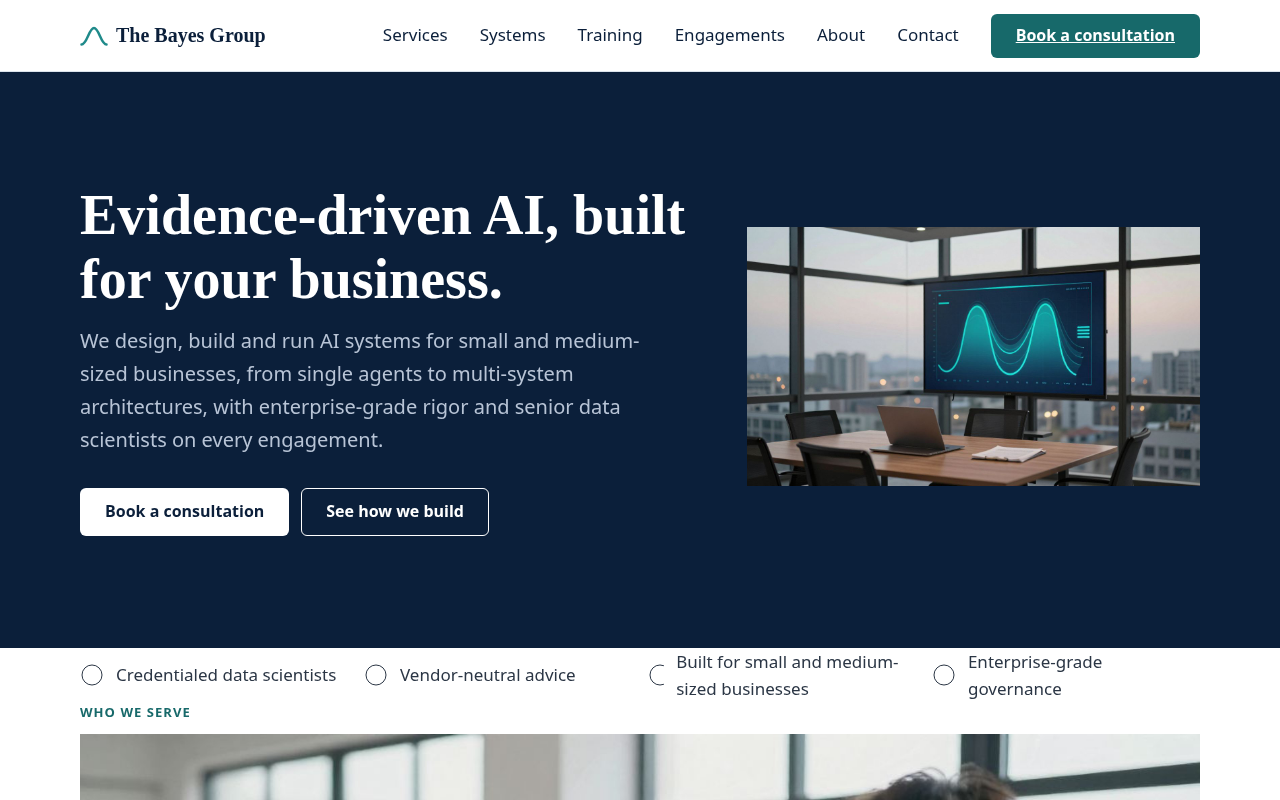 The Bayes Group
Services
Systems
Training
Engagements
About
Contact
Book a consultation
Evidence-driven AI, built
for your business.
We design, build and run AI systems for small and medium-
sized businesses, from single agents to multi-system
architectures, with enterprise-grade rigor and senior data
scientists on every engagement.
Book a consultation
See how we build
Credentialed data scientists
Vendor-neutral advice
Built for small and medium-
sized businesses
Enterprise-grade
governance
WHO WE SERVE